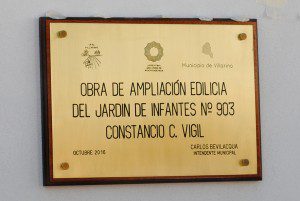 Municipio de Villarino
OBRA DE AMPLIACIÓN EDILICIA
DEL JARDIN DE INFANTES Nº 903
CONSTANCIO C. VIGIL
OCTUBRE 2016
CARLOS BEVILACQUA
INTENDENTE MUNICIPAL